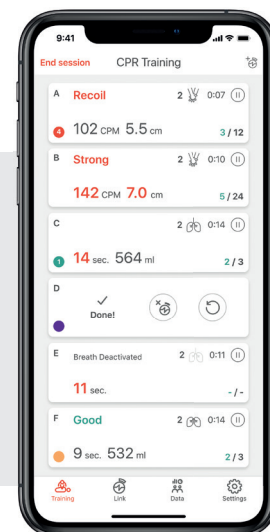 9:41
End session CPR Training
A Recoil 2 0:07
4 102 CPM 5.5 cm 3 / 12
B Strong 2 0:10
142 CPM 7.0 cm 5 / 24
C 2 0:14
1 14 sec. 564 ml 2 / 3
D
Done!
E Breath Deactivated 2 0:11
11 sec. - / -
F Good 2 0:14
9 sec. 532 ml 2 / 3
Training Link Data Settings